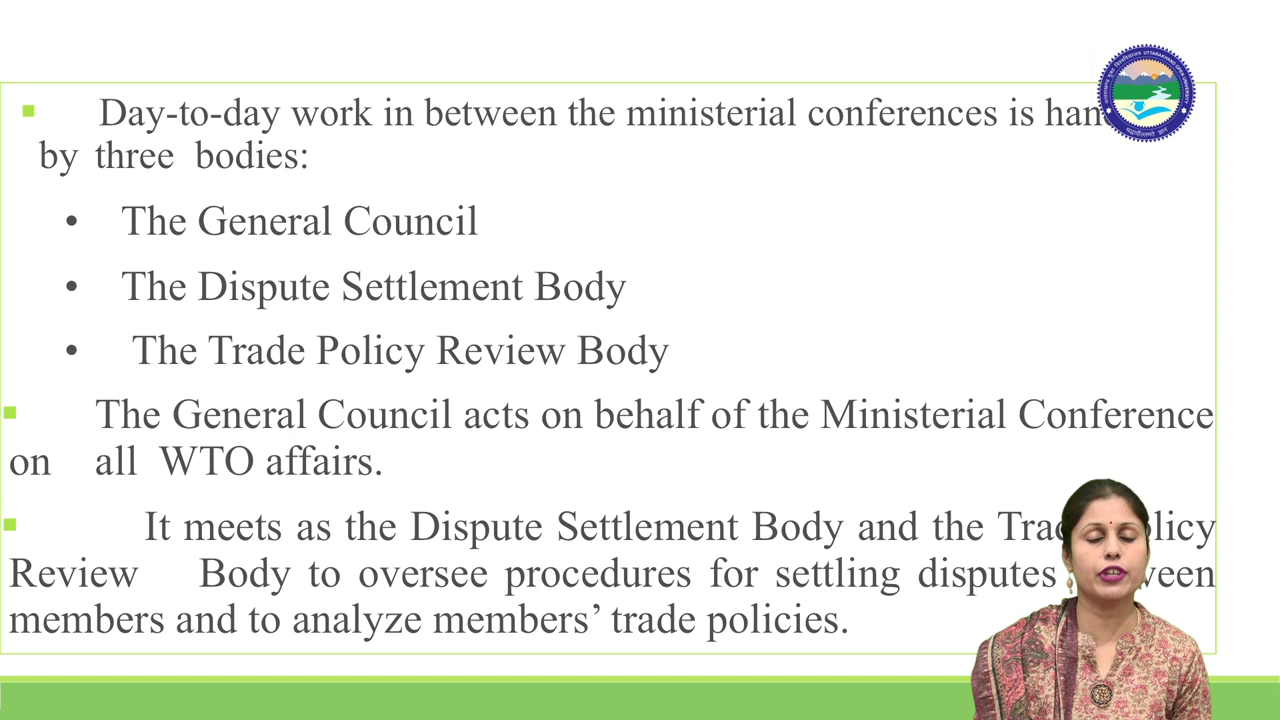 Day-to-day work in between the ministerial conferences is
by three bodies:
• The General Council
• The Dispute Settlement Body
• The Trade Policy Review Body
The General Council acts on behalf of the Ministerial Conference
on all WTO affairs.
It meets as the Dispute Settlement Body and the
Review Body to oversee procedures for settling disputes
members and to analyze members’ trade policies.